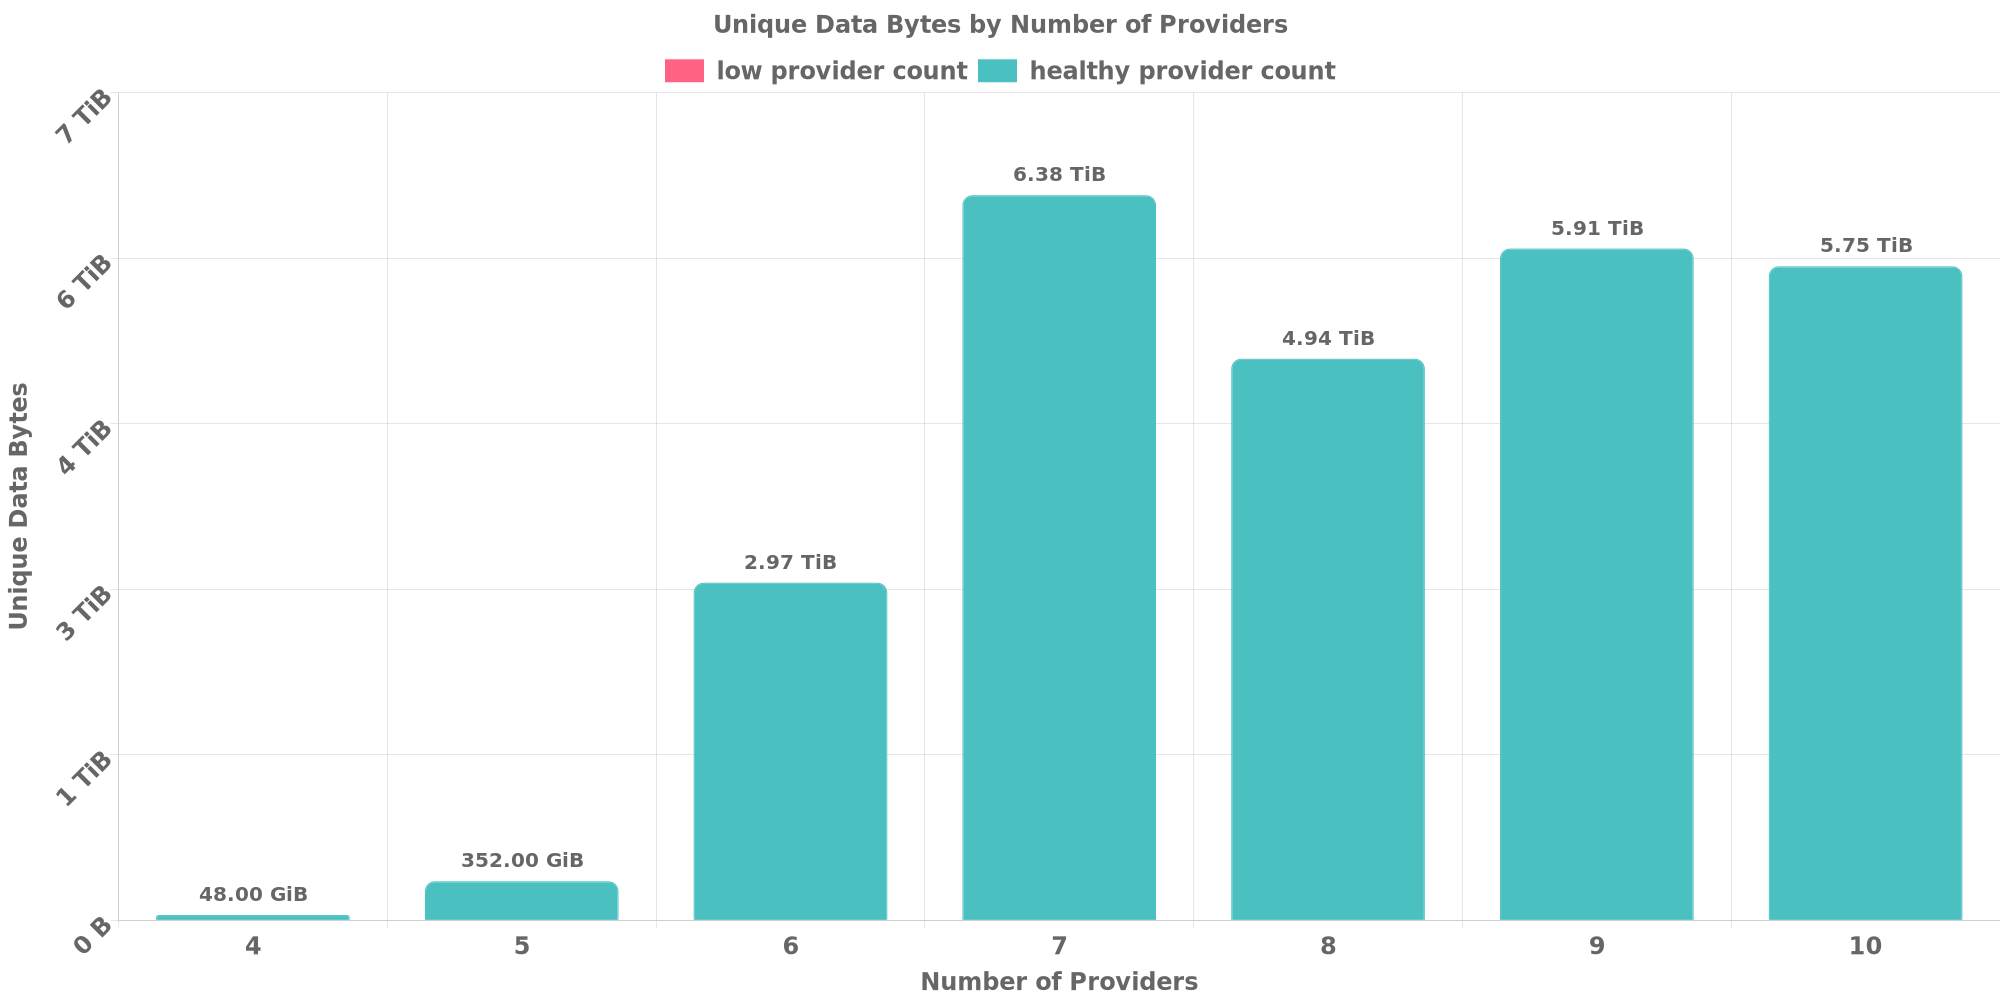 Unique Data Bytes by Number of Providers
low provider count
healthy provider count
Unique Data Bytes
7 TiB
6 TiB
4 TiB
3 TiB
1 TiB
0 B
48.00 GiB
352.00 GiB
2.97 TiB
6.38 TiB
4.94 TiB
5.91 TiB
5.75 TiB
4
5
6
7
8
9
10
Number of Providers